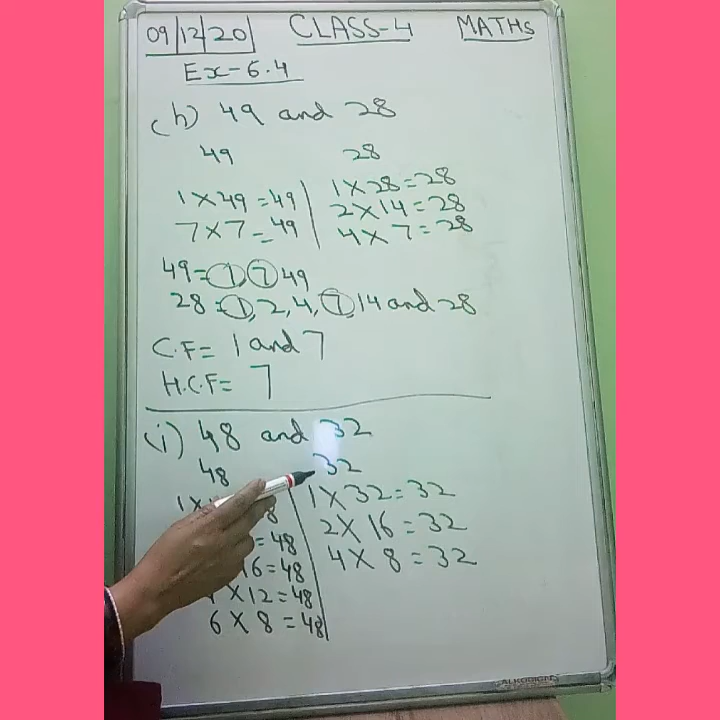 09/12/20 CLASS-4 MATHS
Ex-6.4
(h) 49 and 28
49 28
1×49=49 1×28=28
7×7=49 2×14=28
4×7=28
49=1,7 49
28=1,2,4,7,14 and 28
C.F= 1 and 7
H.C.F= 7
(i) 48 and 32
48 32
1× 8 1×32=32
=48 2×16=32
16=48 4×8=32
×12=48
6×8=48